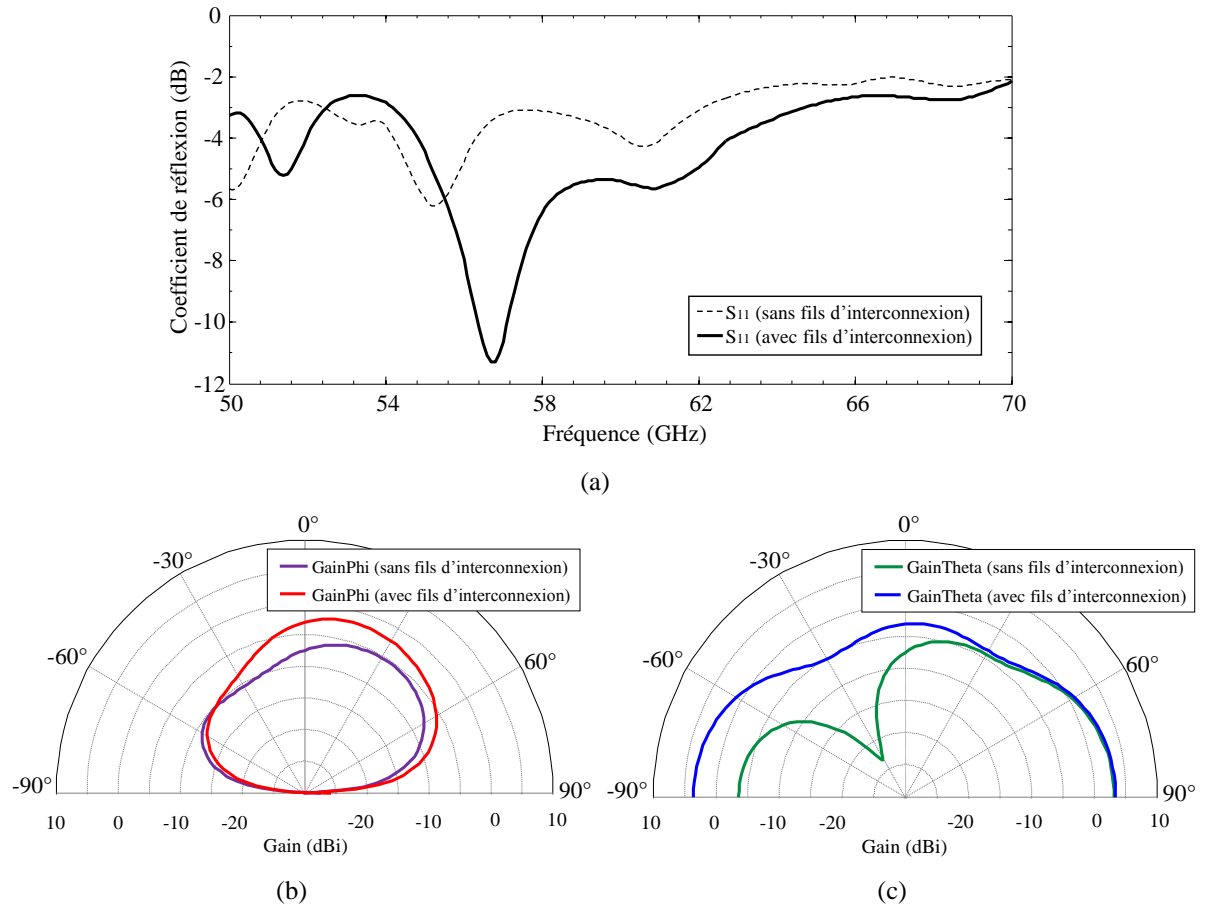 0
-2
-4
-6
-8
-10
-12
Coefficient de réflexion (dB)
S11 (sans fils d'interconnexion)
S11 (avec fils d'interconnexion)
50 54 58 62 66 70
Fréquence (GHz)
(a)
0°
-30°
-60°
60°
-90°
90°
GainPhi (sans fils d'interconnexion)
GainPhi (avec fils d'interconnexion)
10 0 -10 -20 -20 -10 0 10
Gain (dBi)
(b)
0°
-30°
-60°
60°
-90°
90°
GainTheta (sans fils d'interconnexion)
GainTheta (avec fils d'interconnexion)
10 0 -10 -20 -20 -10 0 10
Gain (dBi)
(c)